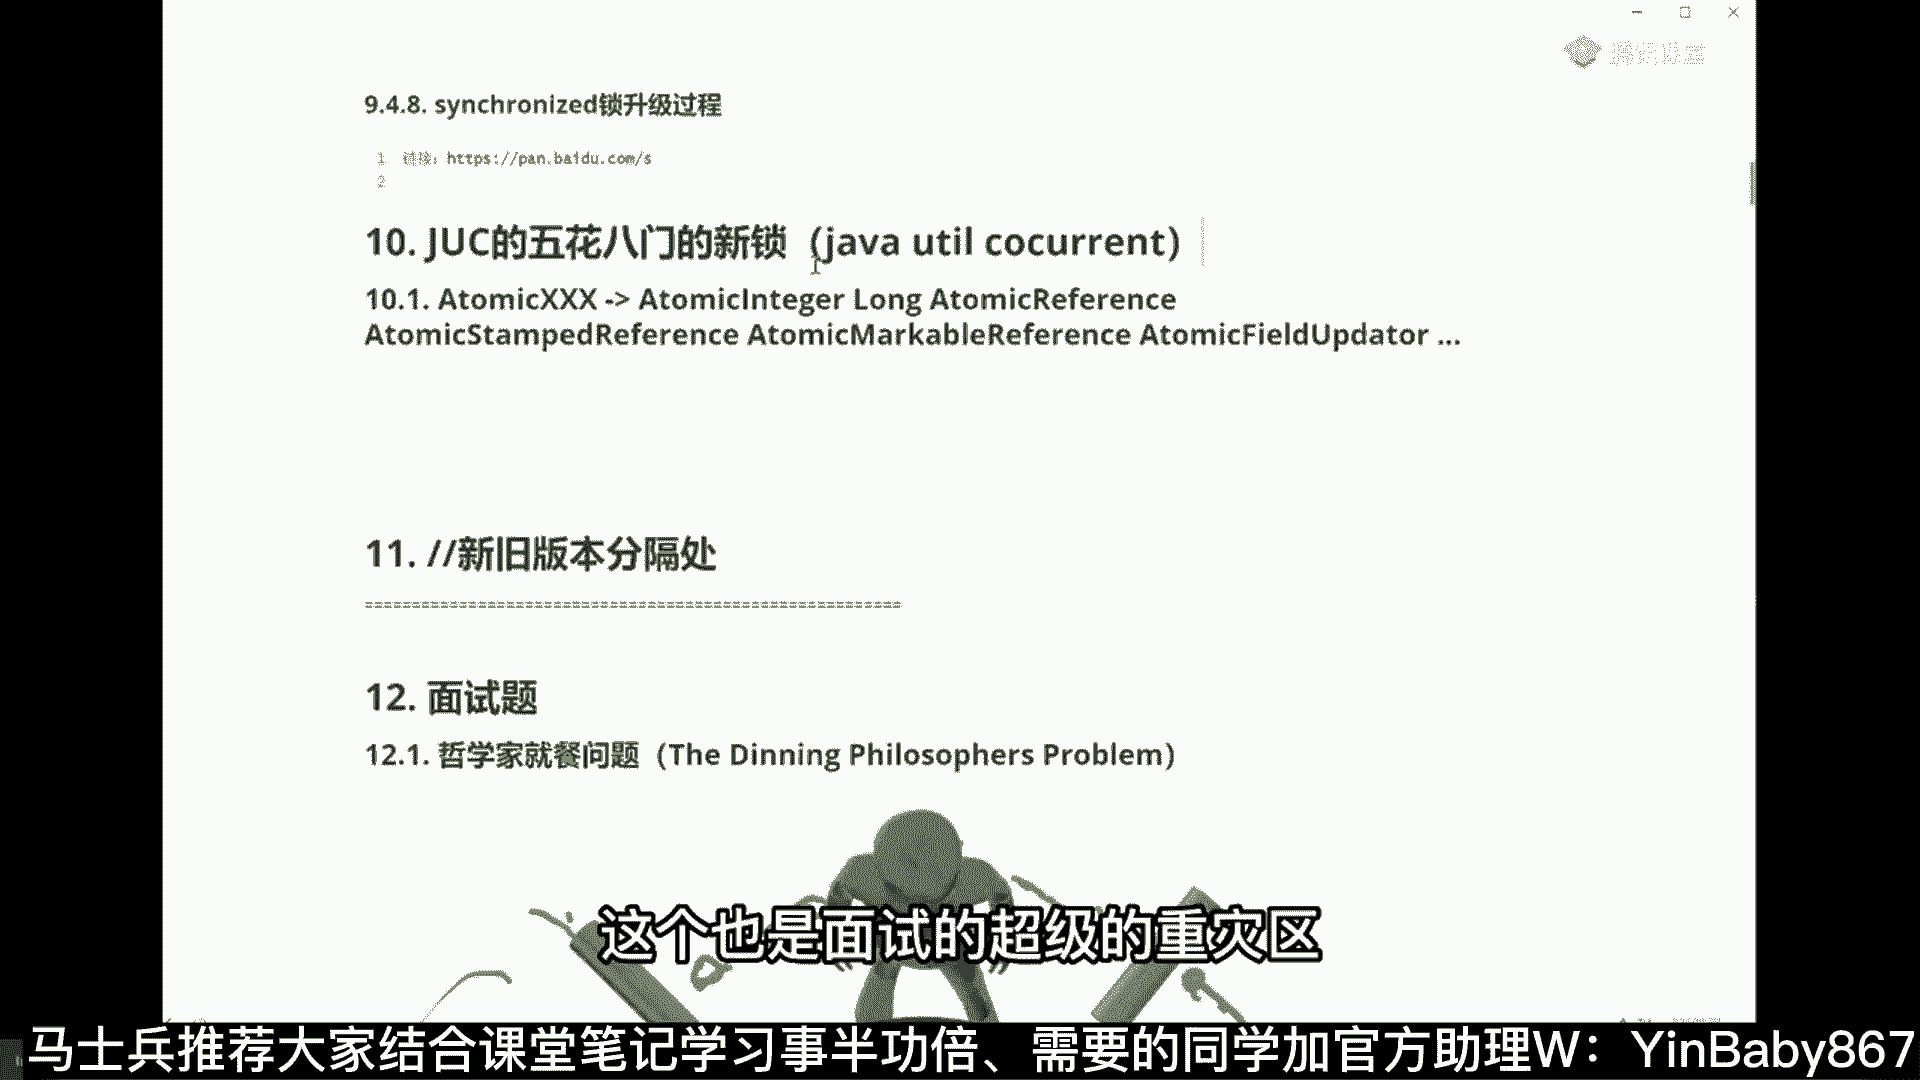 腾讯课堂
9.4.8. synchronized锁升级过程
1 链接：https://pan.baidu.com/s
2
10. JUC的五花八门的新锁（java util cocurrent）
10.1. AtomicXXX -> AtomicInteger Long AtomicReference
AtomicStampedReference AtomicMarkableReference AtomicFieldUpdator ...
11. //新旧版本分隔处
12. 面试题
12.1. 哲学家就餐问题（The Dinning Philosophers Problem）
这个也是面试的超级的重灾区
马士兵推荐大家结合课堂笔记学习事半功倍、需要的同学加官方助理W：YinBaby867